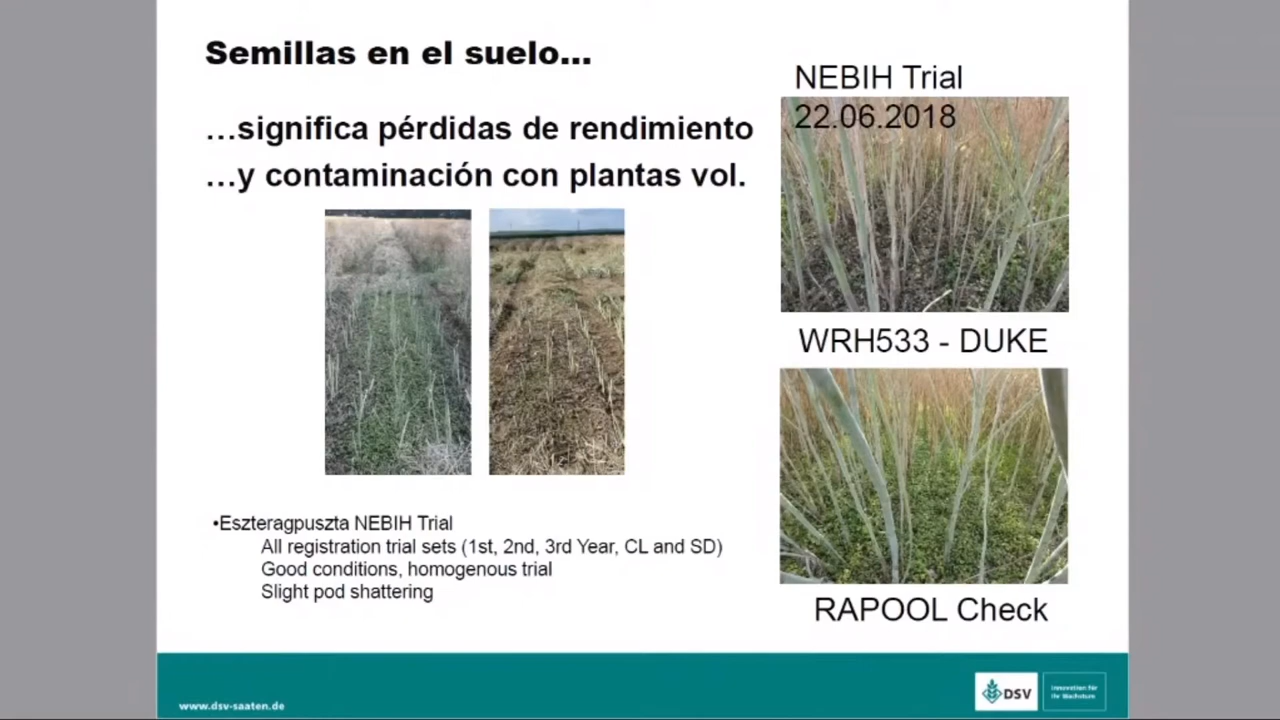 Semillas en el suelo...
...significa pérdidas de rendimiento
...y contaminación con plantas vol.
NEBIH Trial
22.06.2018
WRH533 - DUKE
RAPOOL Check
•Eszteragpuszta NEBIH Trial
All registration trial sets (1st, 2nd, 3rd Year, CL and SD)
Good conditions, homogenous trial
Slight pod shattering
www.dsv-saaten.de
DSV
Innovation für
Ihr Wachstum